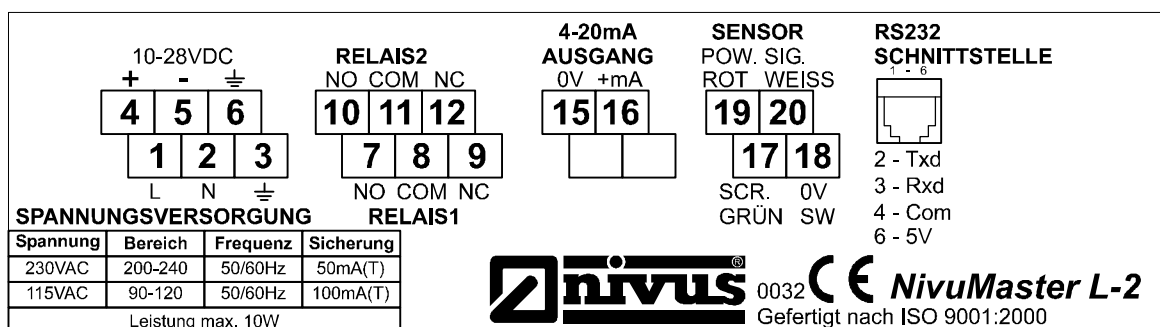 4-20mA SENSOR RS232
10-28VDC RELAIS2 AUSGANG POW. SIG. SCHNITTSTELLE
+ - NO COM NC 0V +mA ROT WEISS 1 - 6
4 5 6 10 11 12 15 16 19 20
1 2 3 7 8 9 17 18 2 - Txd
L N NO COM NC SCR. 0V 3 - Rxd
SPANNUNGSVERSORGUNG RELAIS1 GRÜN SW 4 - Com
6 - 5V
Spannung Bereich Frequenz Sicherung
230VAC 200-240 50/60Hz 50mA(T)
115VAC 90-120 50/60Hz 100mA(T)
Leistung max. 10W
nivus ® 0032 CE NivuMaster L-2
Gefertigt nach ISO 9001:2000